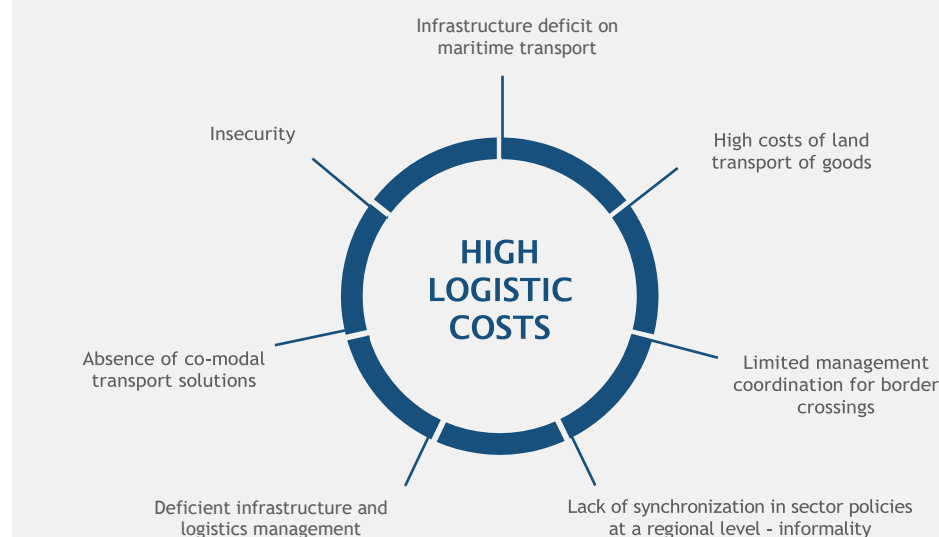 Infrastructure deficit on
maritime transport
Insecurity
High costs of land
transport of goods
HIGH
LOGISTIC
COSTS
Absence of co-modal
transport solutions
Limited management
coordination for border
crossings
Deficient infrastructure and
logistics management
Lack of synchronization in sector policies
at a regional level - informality